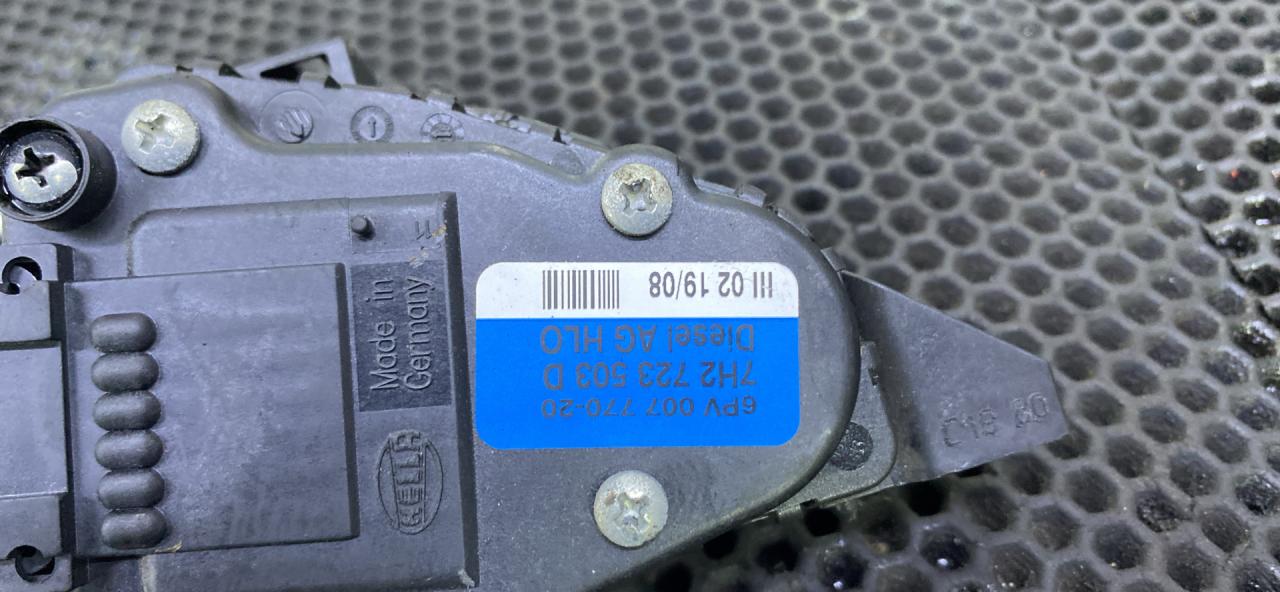 6PV 007 770-20
7H2 723 503 D
Diesel AG HLO
III 02 19/08
Made in
Germany
HELLA